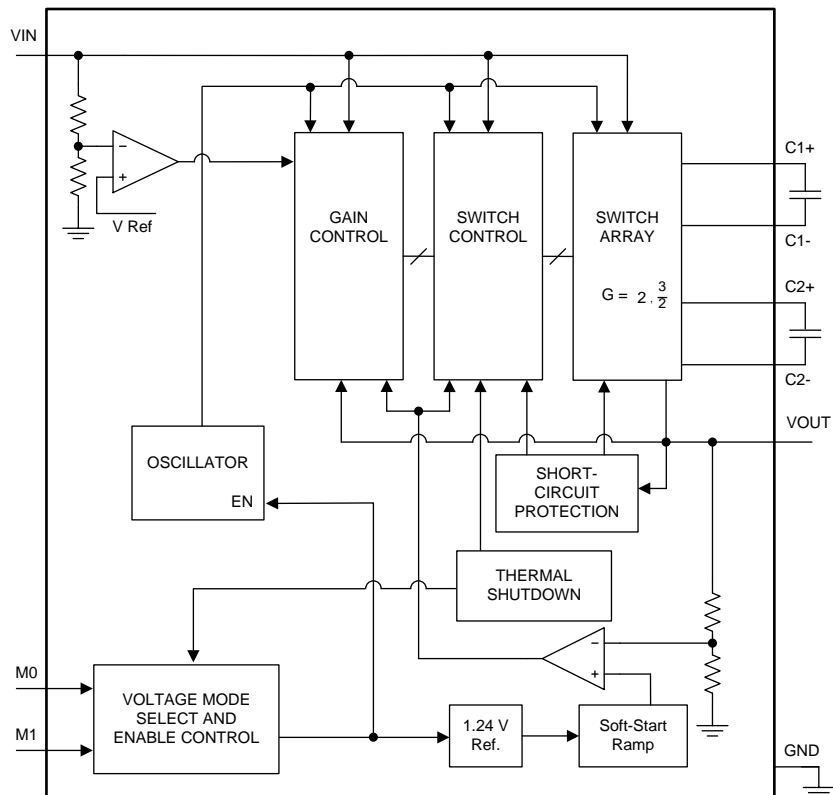 VIN
V Ref
GAIN
CONTROL
SWITCH
CONTROL
SWITCH
ARRAY
G = 2 . 3/2
C1+
C1-
C2+
C2-
VOUT
OSCILLATOR
EN
SHORT-
CIRCUIT
PROTECTION
THERMAL
SHUTDOWN
M0
M1
VOLTAGE MODE
SELECT AND
ENABLE CONTROL
1.24 V
Ref.
Soft-Start
Ramp
GND